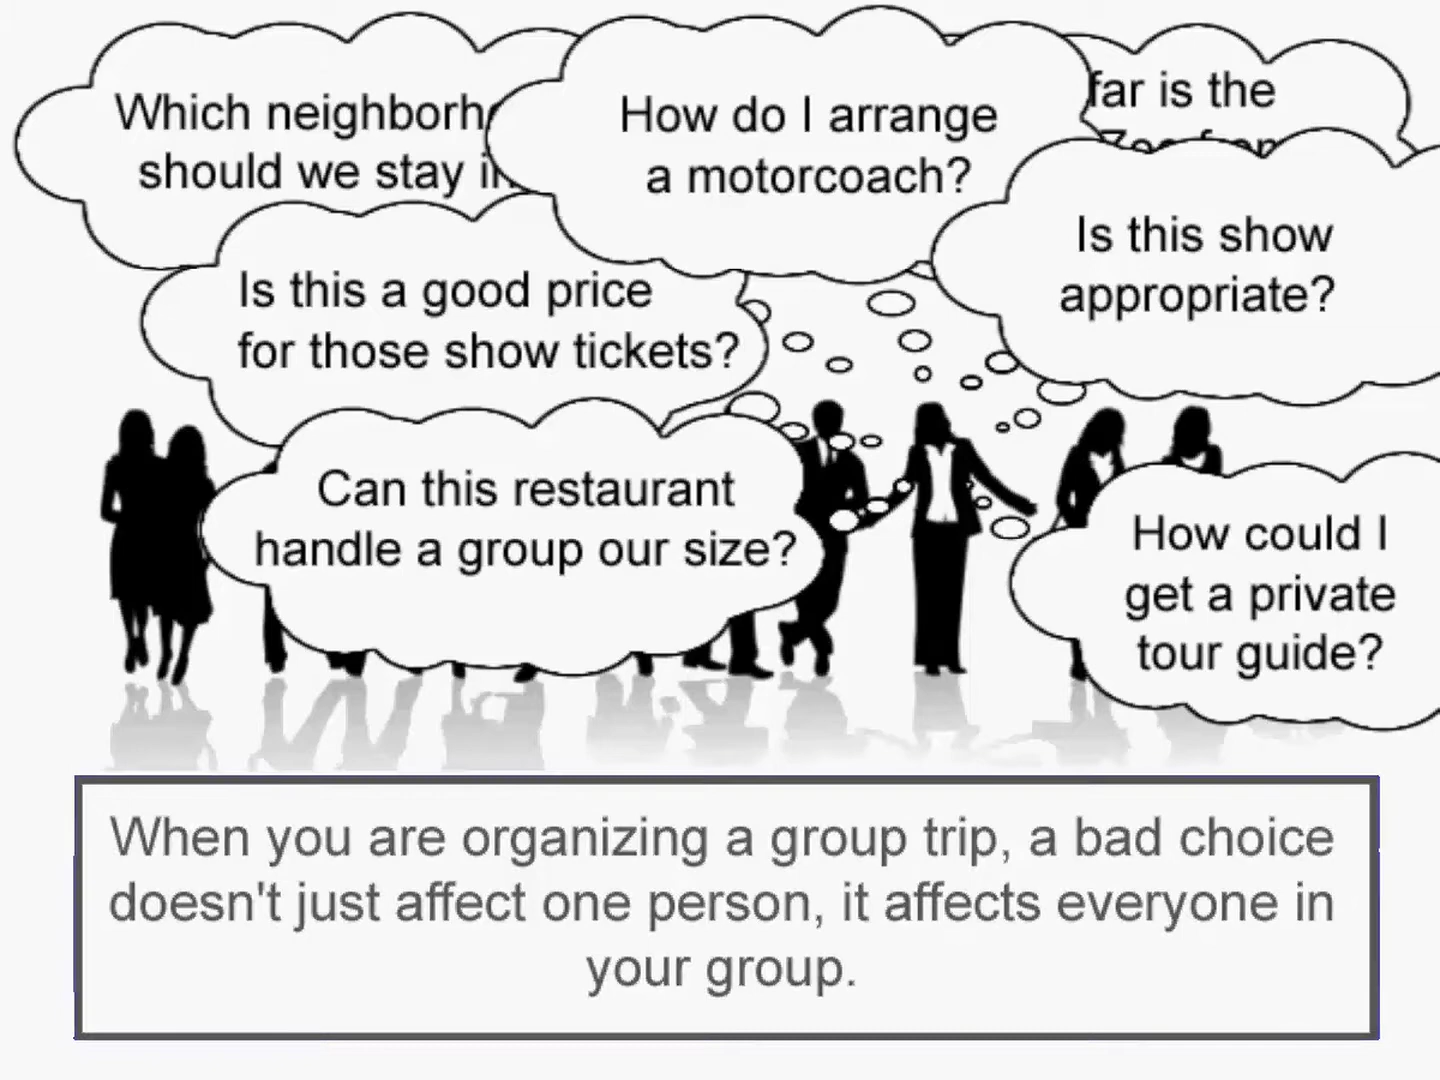 Which
should we stay
How do I arrange
a motorcoach?
far is the
Is this show
appropriate?
Is this a good price
for those show tickets?
Can this restaurant
handle a group our size?
How could I
get a private
tour guide?
When you are organizing a group trip, a bad choice
doesn't just affect one person, it affects everyone in
your group.